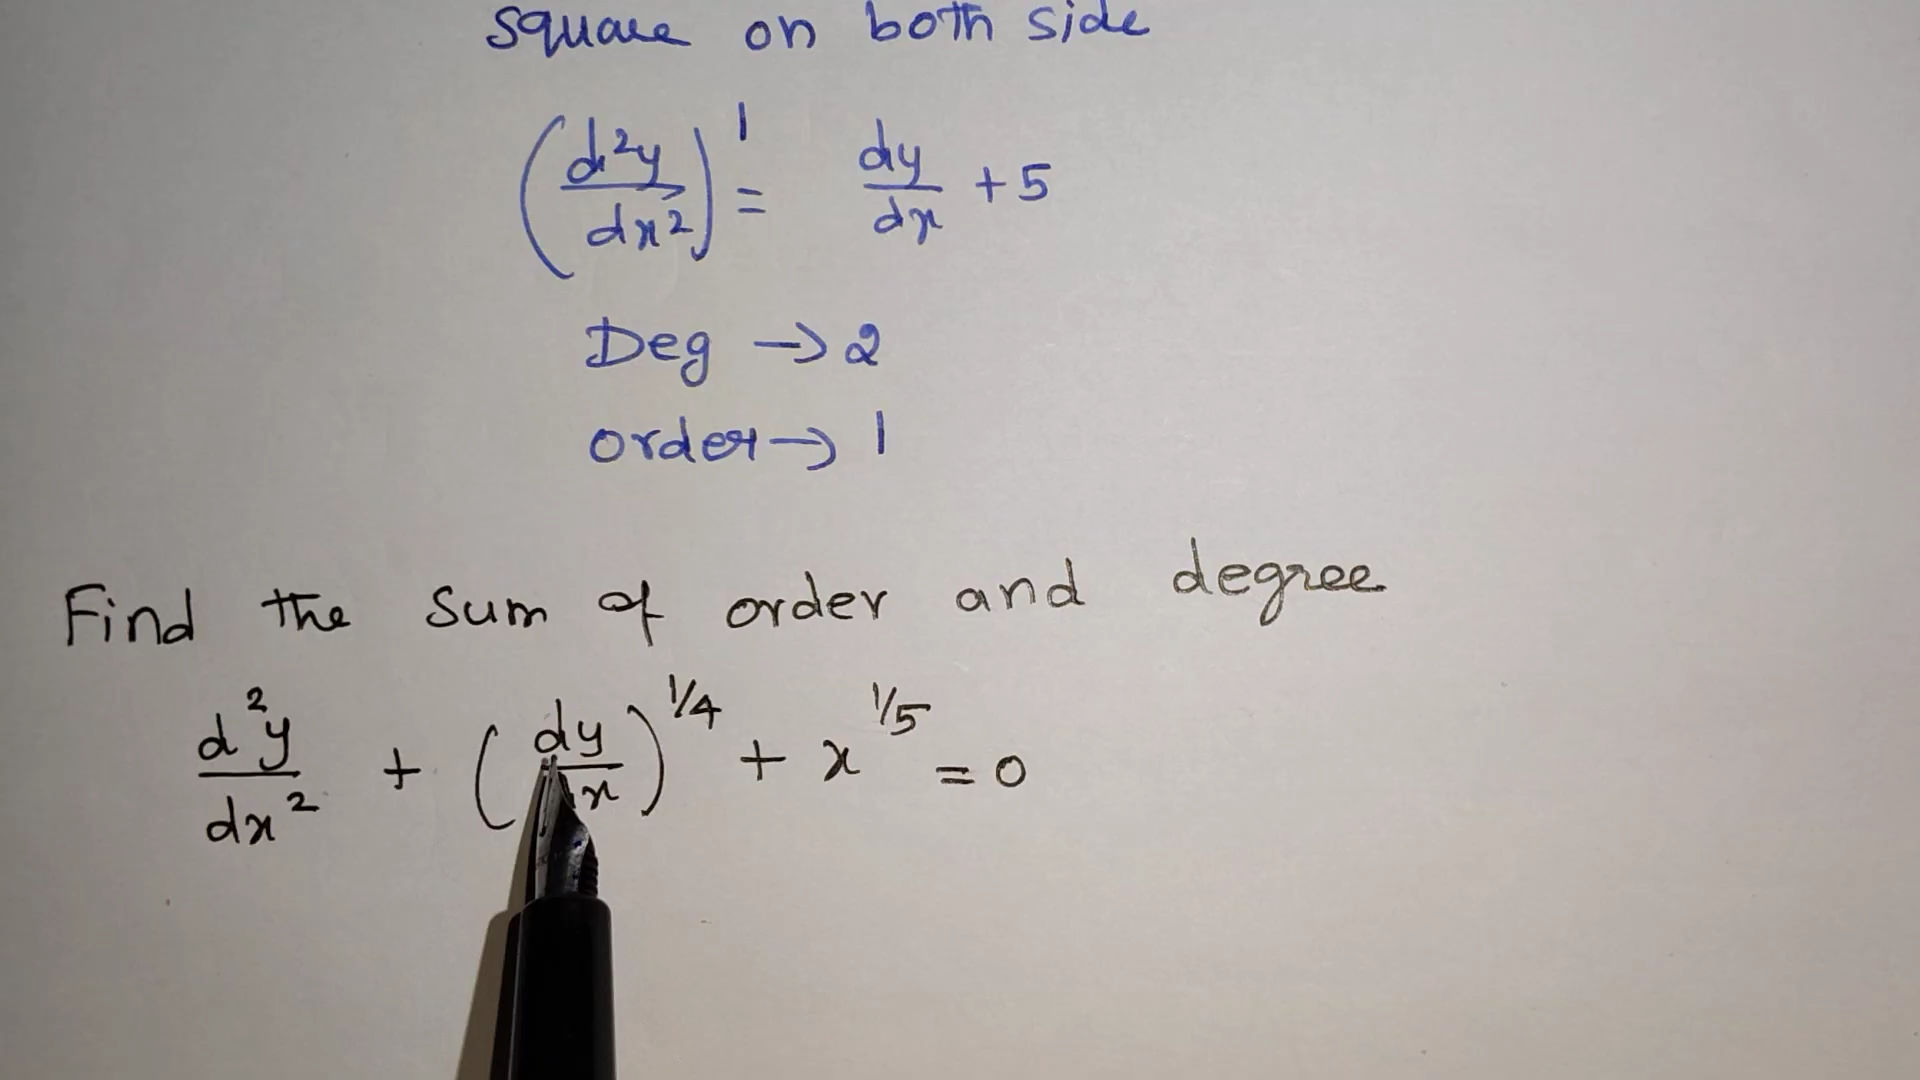 square on both side
(d²y/dx²)¹ = dy/dx + 5
Deg → 2
order → 1
Find the sum of order and degree
d²y/dx² + (dy/dx)^1/4 + x^1/5 = 0